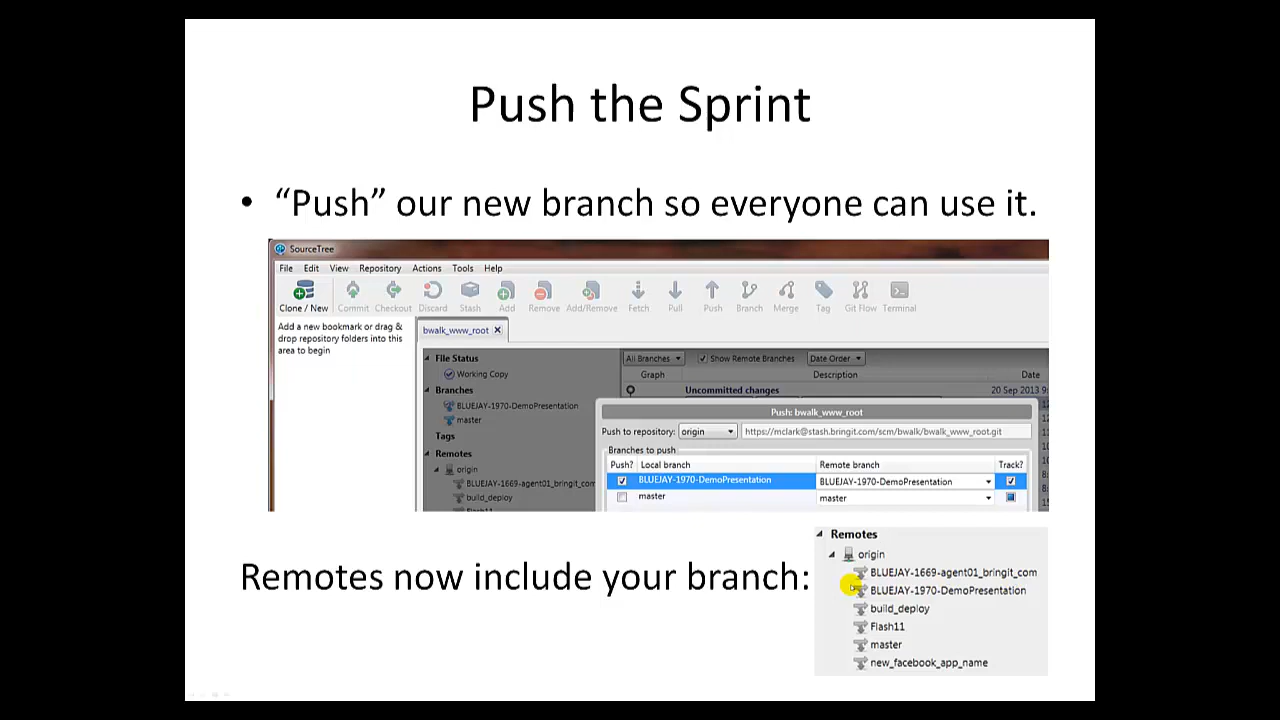 Push the Sprint
• “Push” our new branch so everyone can use it.
SourceTree
File Edit View Repository Actions Tools Help
Clone / New Commit Checkout Discard Stash Add Remove Add/Remove Fetch Pull Push Branch Merge Tag Git Flow Terminal
Add a new bookmark or drag &
drop repository folders into this
area to begin
bwalk_www_root
File Status
Working Copy
Branches
BLUEJAY-1970-DemoPresentation
master
Tags
Remotes
origin
BLUEJAY-1669-agent01_bringit_com
build_deploy
Flash11
All Branches Show Remote Branches Date Order
Graph Description Date
Uncommitted changes 20 Sep 2013 9:
Push: bwalk_www_root
Push to repository: origin https://mclark@stash.bringit.com/scm/bwalk/bwalk_www_root.git
Branches to push
Push? Local branch Remote branch Track?
BLUEJAY-1970-DemoPresentation BLUEJAY-1970-DemoPresentation
master master
Remotes now include your branch:
Remotes
origin
BLUEJAY-1669-agent01_bringit_com
BLUEJAY-1970-DemoPresentation
build_deploy
Flash11
master
new_facebook_app_name